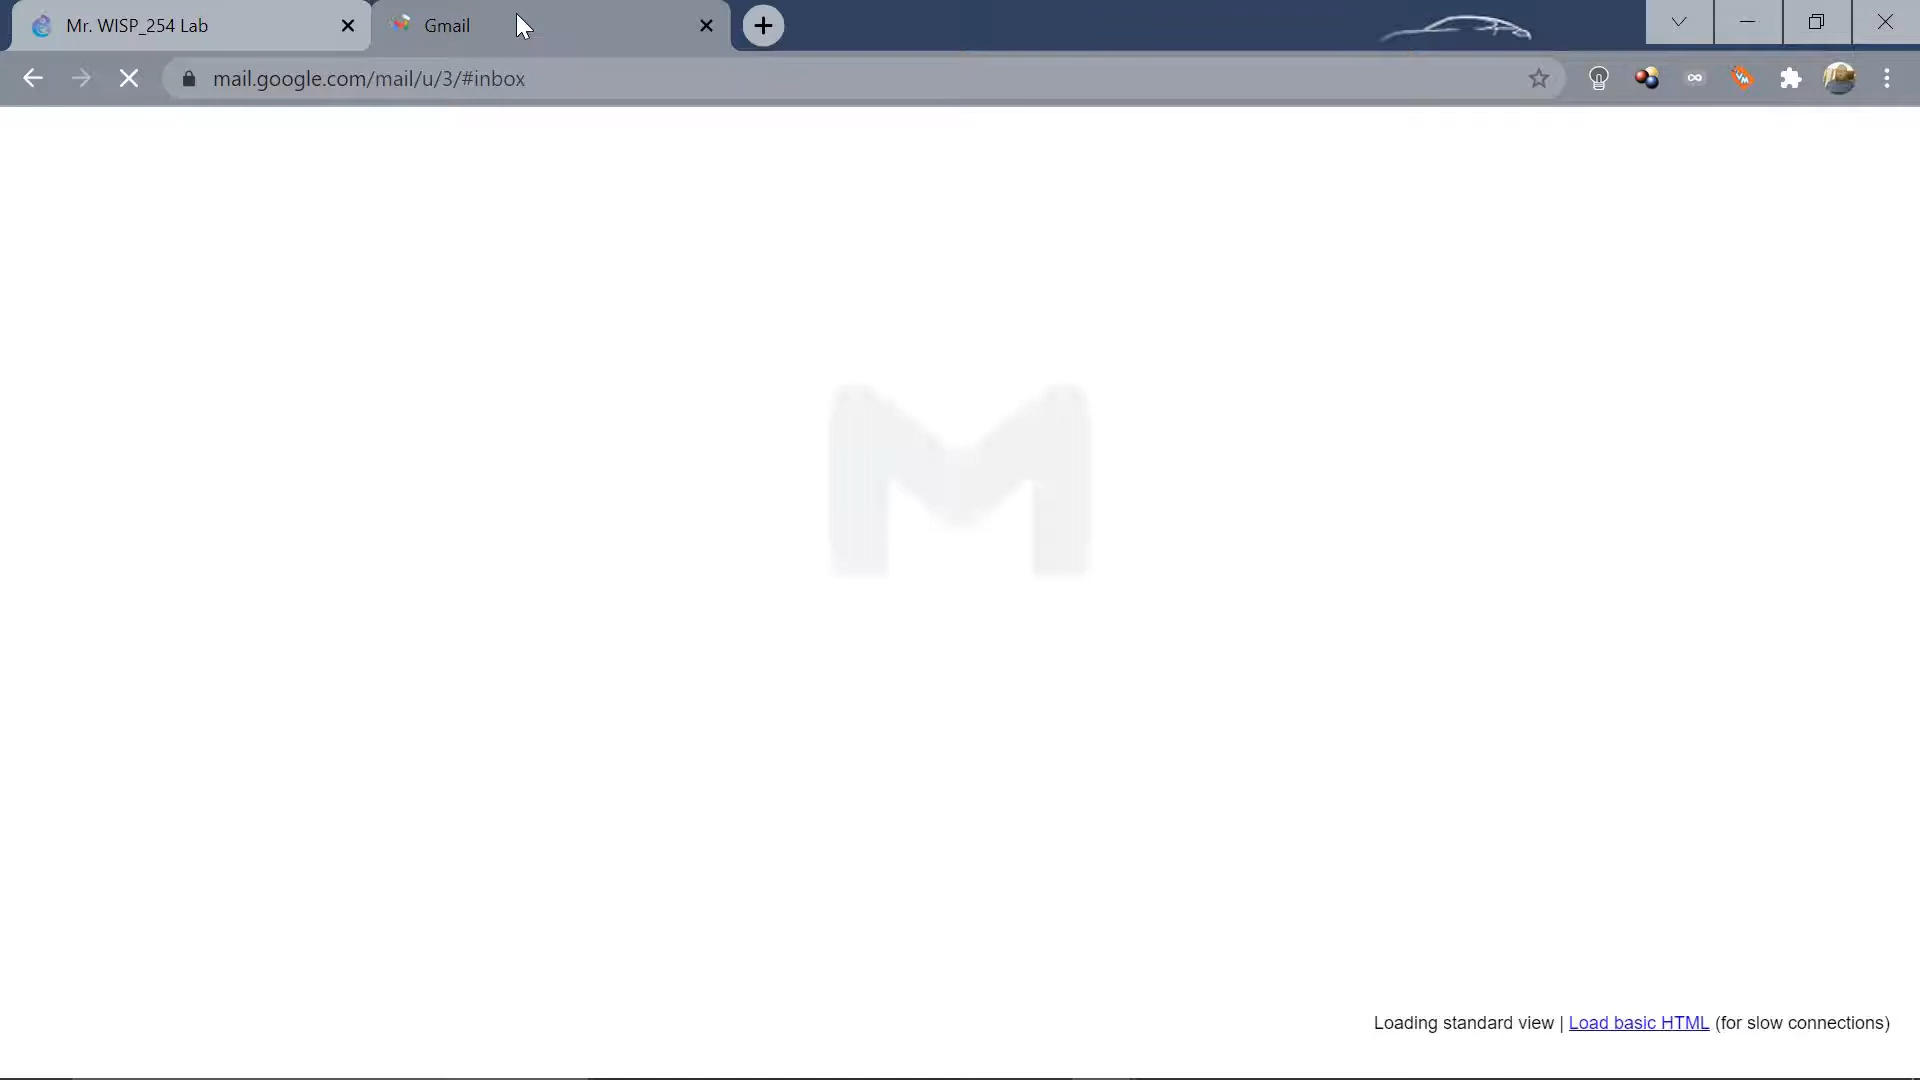 Mr. WISP_254 Lab
Gmail
mail.google.com/mail/u/3/#inbox
Loading standard view | Load basic HTML (for slow connections)